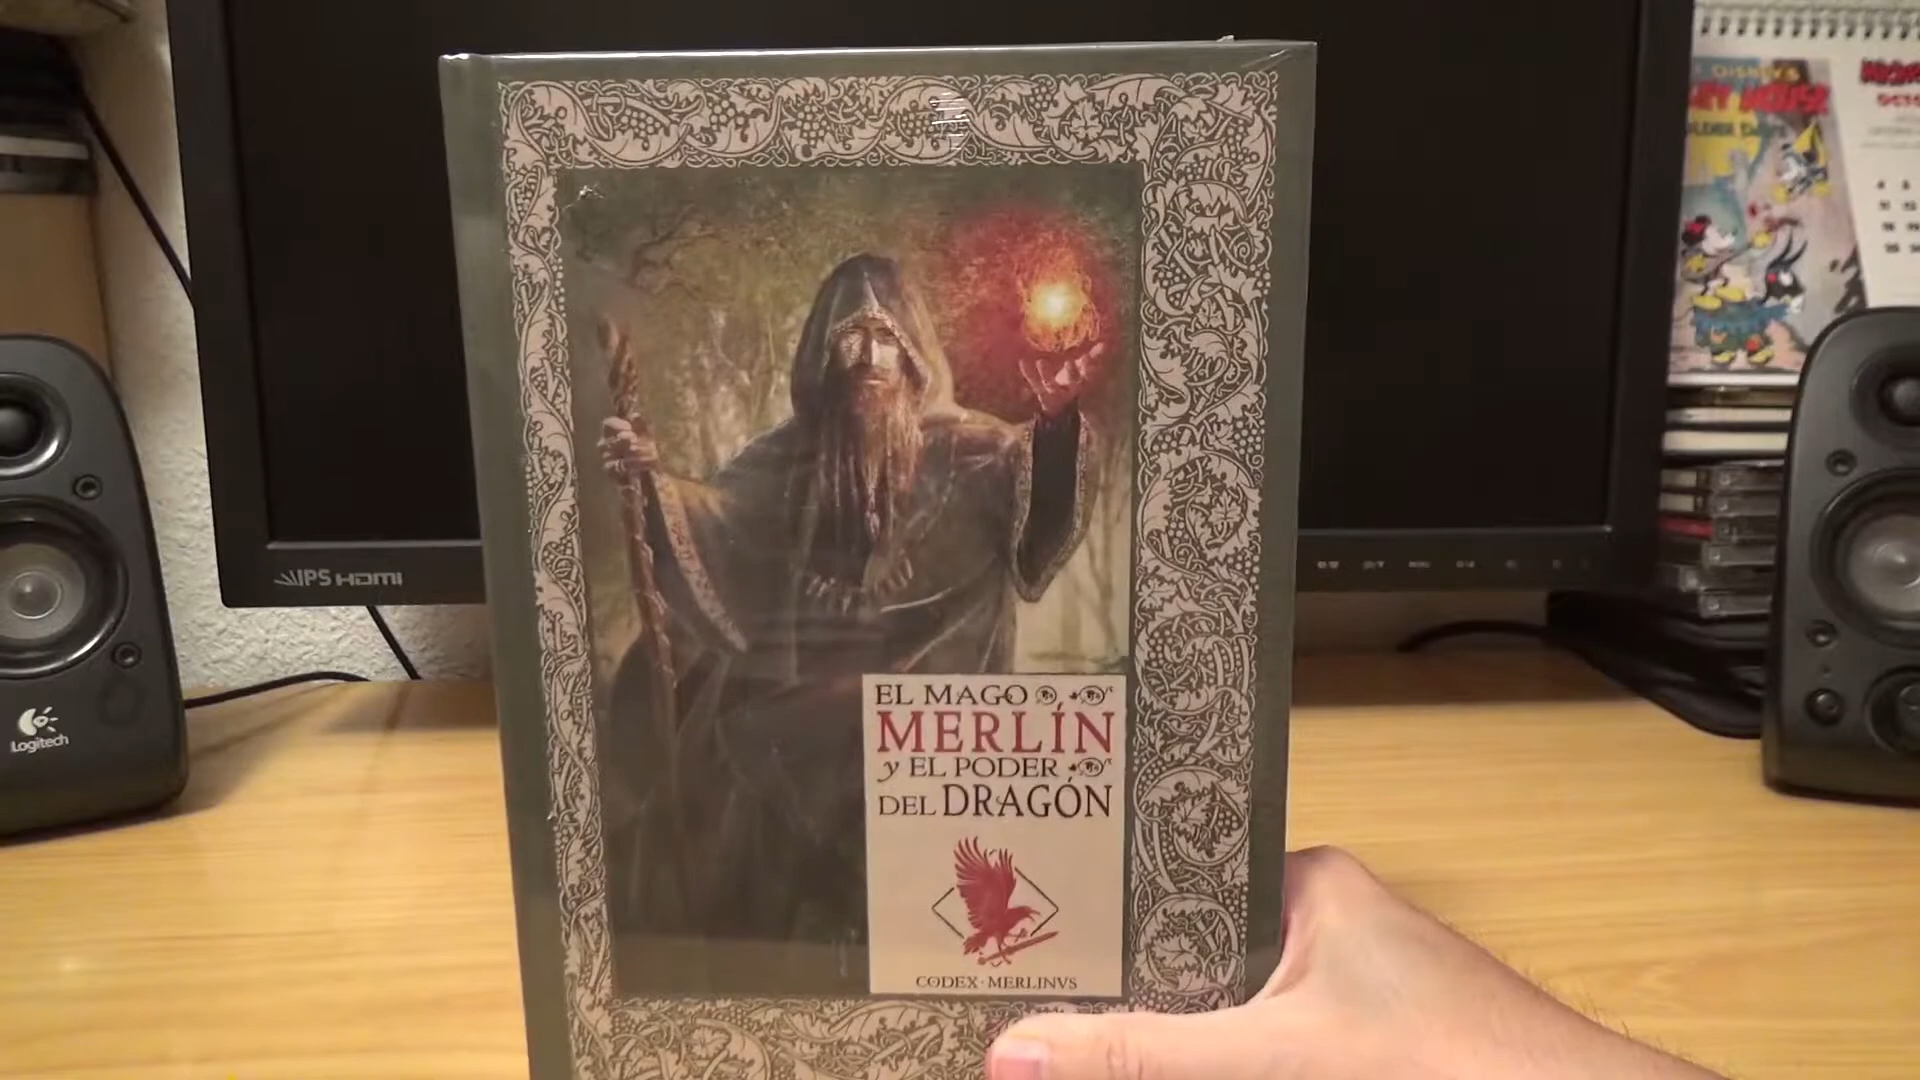 EL MAGO
MERLÍN
y EL PODER
DEL DRAGÓN
CODEX · MERLINVS
IPS HDMI
Logitech